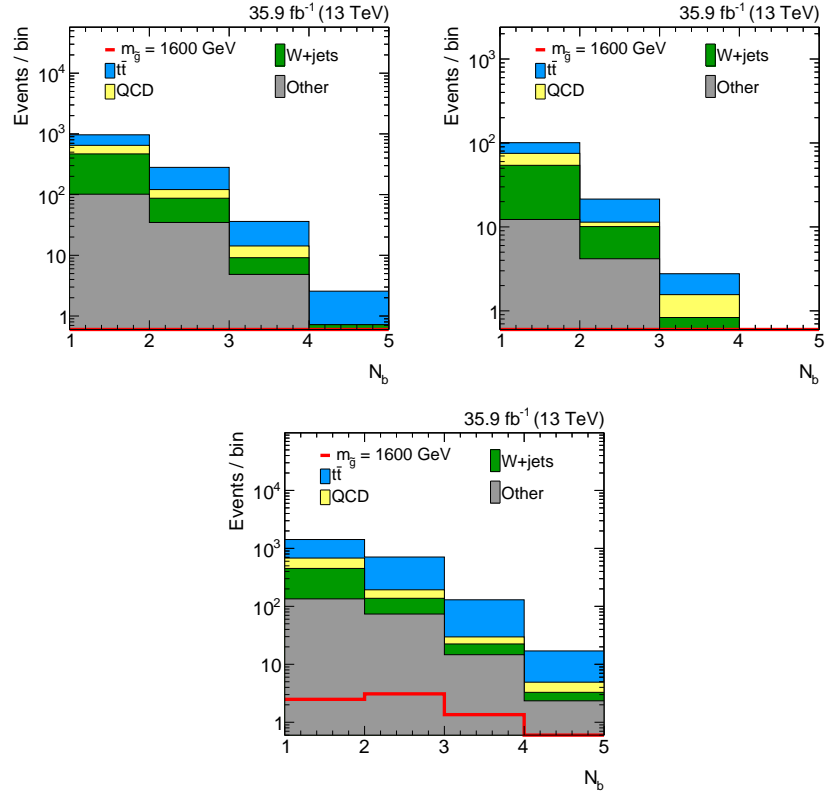 35.9 fb⁻¹ (13 TeV)
Events / bin
m_g̃ = 1600 GeV
tt̄
QCD
W+jets
Other
10⁴
10³
10²
10
1
1 2 3 4 5
N_b
35.9 fb⁻¹ (13 TeV)
Events / bin
m_g̃ = 1600 GeV
tt̄
QCD
W+jets
Other
10³
10²
10
1
1 2 3 4 5
N_b
35.9 fb⁻¹ (13 TeV)
Events / bin
m_g̃ = 1600 GeV
tt̄
QCD
W+jets
Other
10⁴
10³
10²
10
1
1 2 3 4 5
N_b